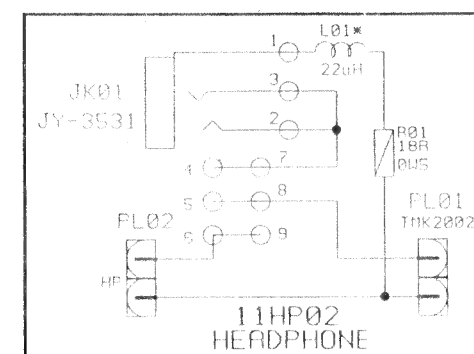 L01*
1
22uH
3
JK01
JY-3531
2
R01
18R
0W5
4
7
5
8
PL01
TMK2002
PL02
6
9
HP
11HP02
HEADPHONE